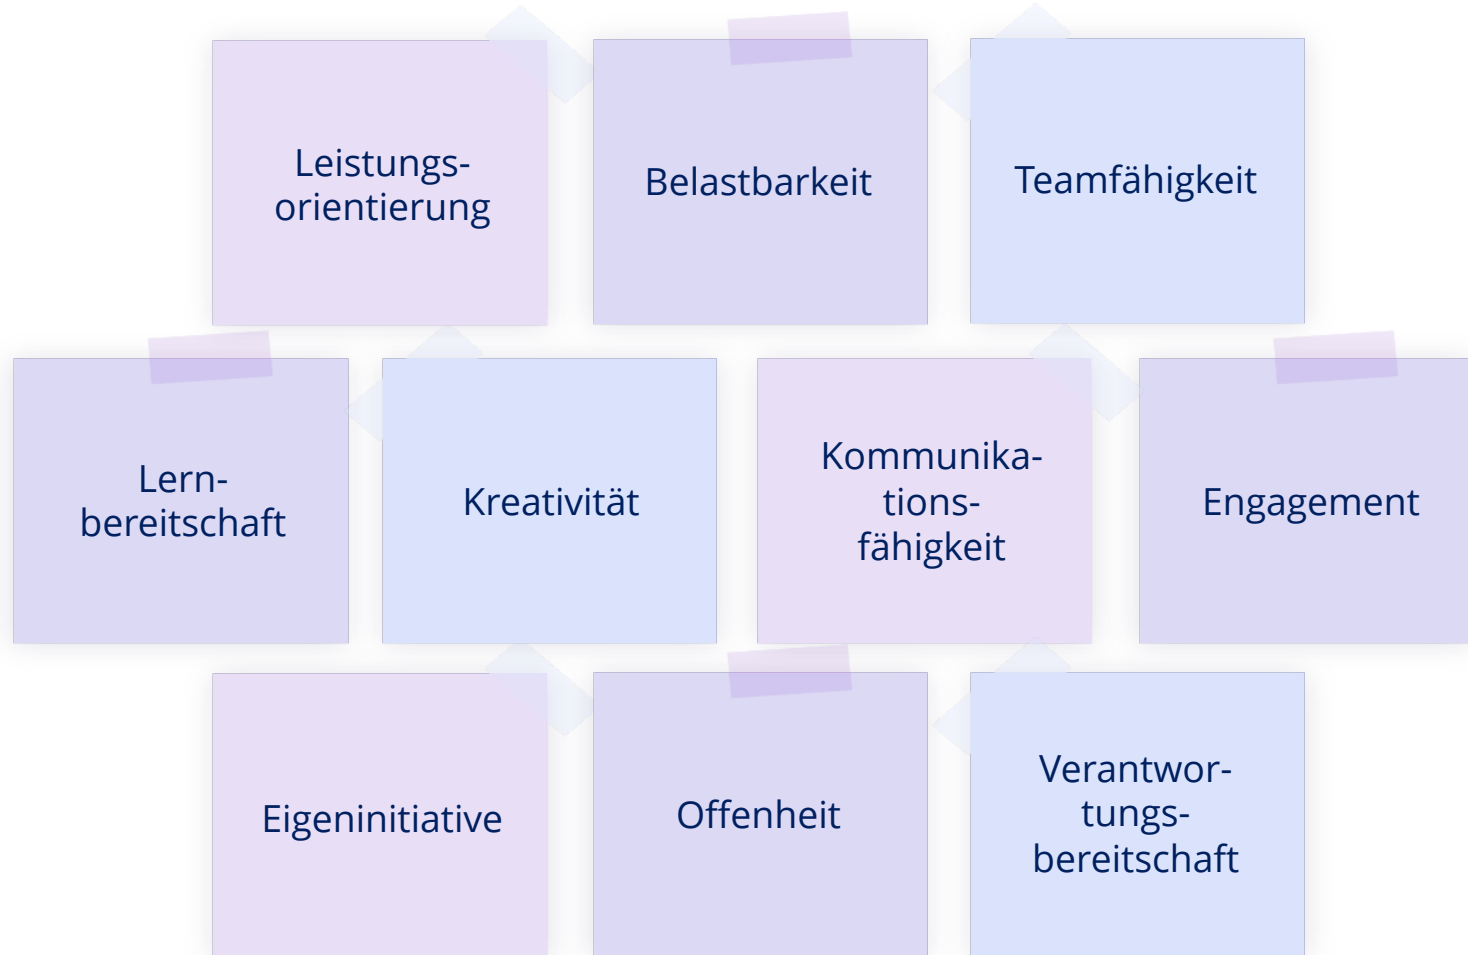 Leistungs-
orientierung
Belastbarkeit
Teamfähigkeit
Lern-
bereitschaft
Kreativität
Kommunika-
tions-
fähigkeit
Engagement
Eigeninitiative
Offenheit
Verantwor-
tungs-
bereitschaft